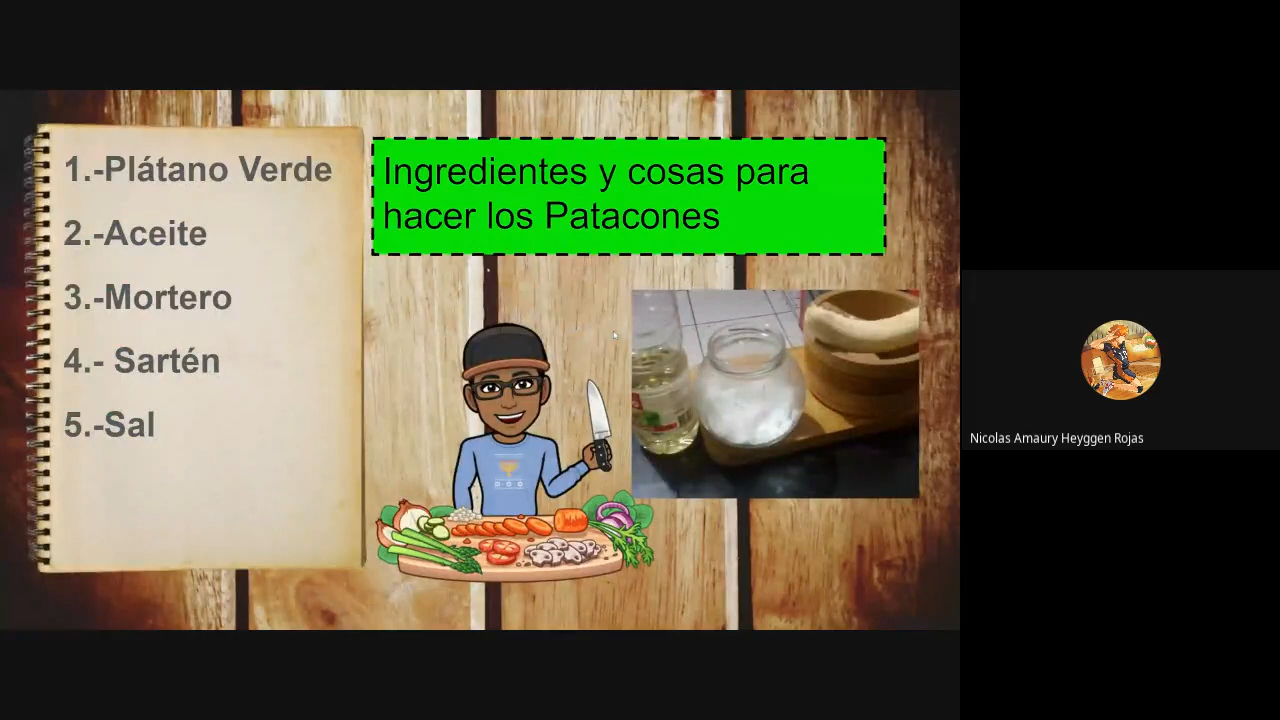 1.-Plátano Verde
2.-Aceite
3.-Mortero
4.- Sartén
5.-Sal
Ingredientes y cosas para
hacer los Patacones
Nicolas Amaury Heyggen Rojas